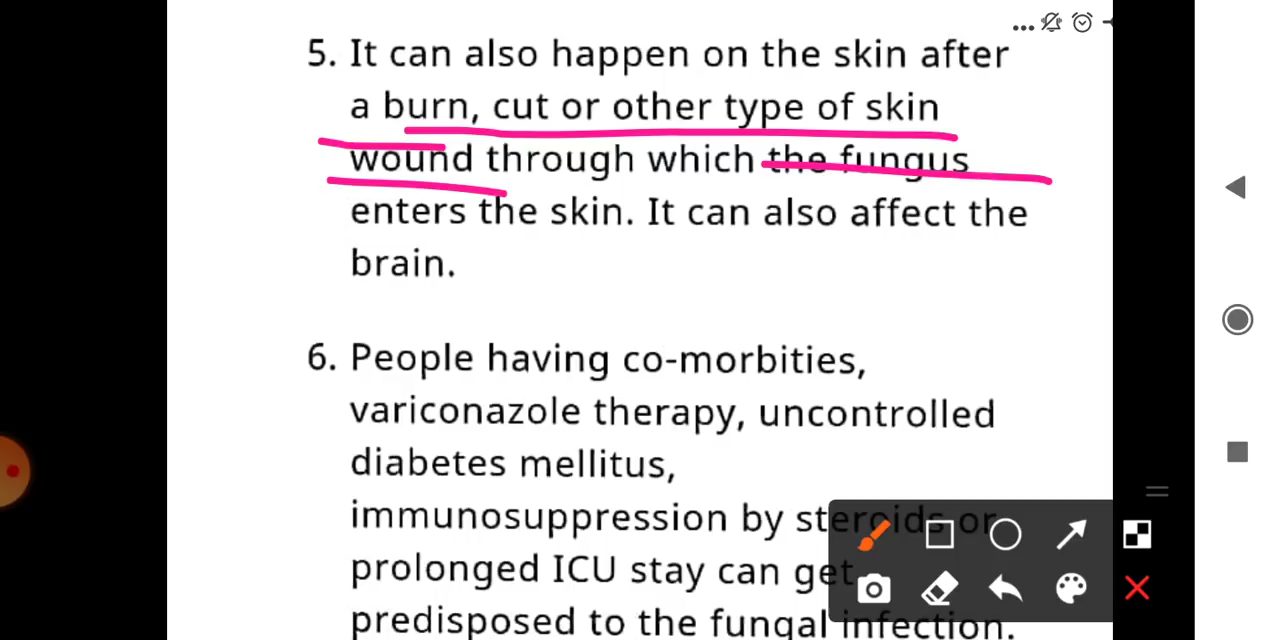 5. It can also happen on the skin after
a burn, cut or other type of skin
wound through which the fungus
enters the skin. It can also affect the
brain.
6. People having co-morbities,
variconazole therapy, uncontrolled
diabetes mellitus,
immunosuppression by steroids or
prolonged ICU stay can get
predisposed to the fungal infection.